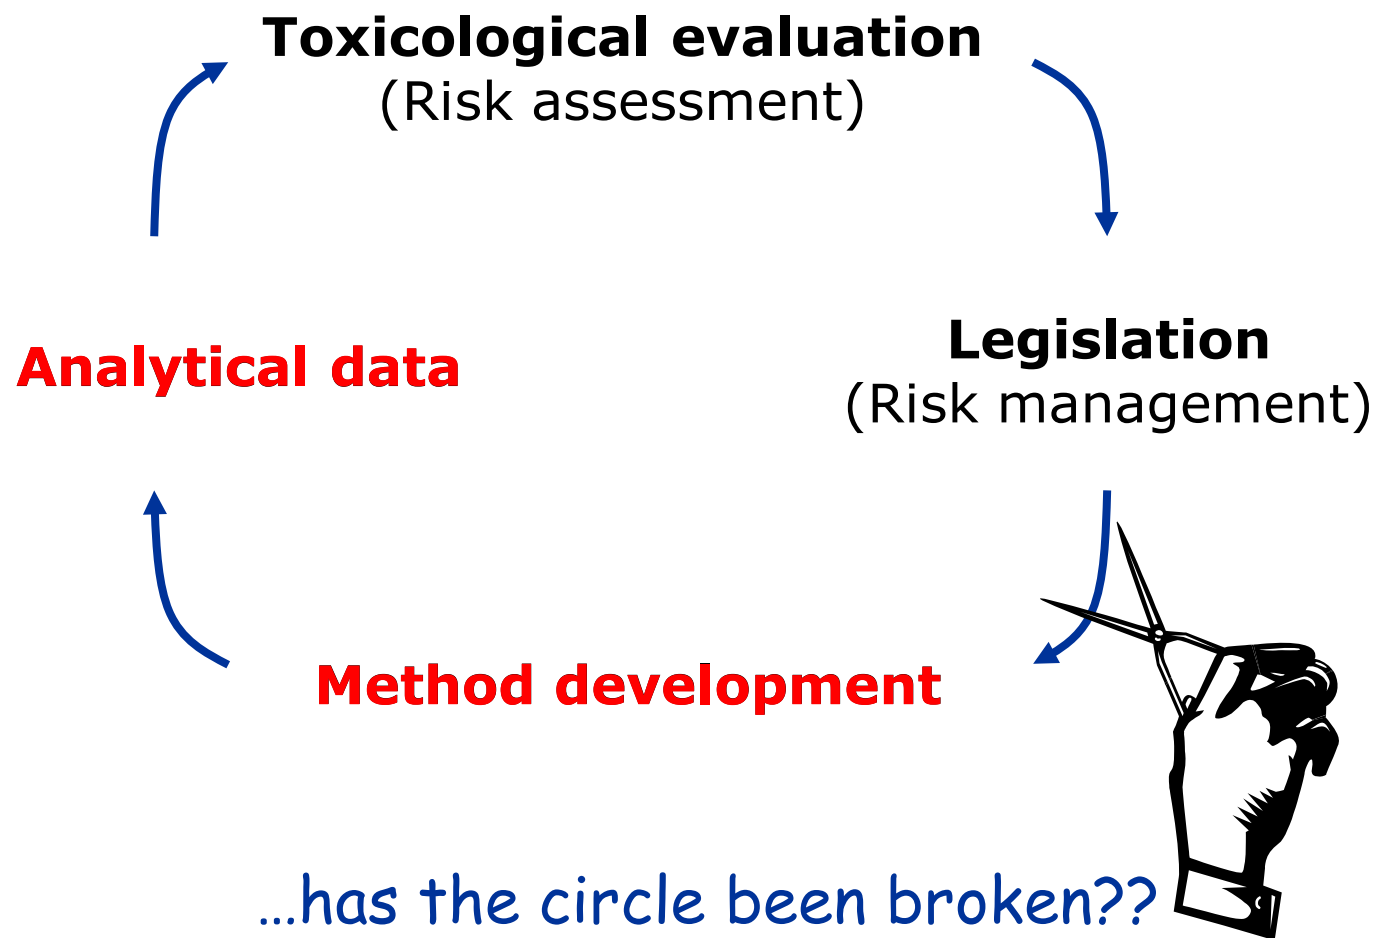 Toxicological evaluation
(Risk assessment)
Analytical data
Legislation
(Risk management)
Method development
...has the circle been broken??